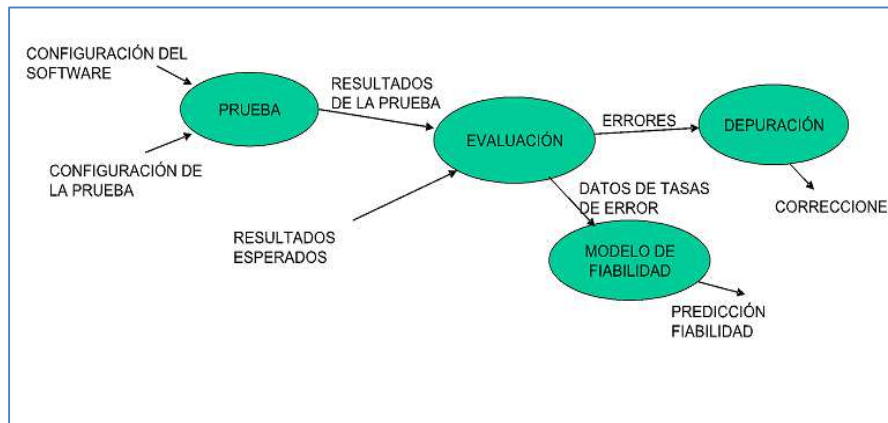 CONFIGURACIÓN DEL
SOFTWARE
PRUEBA
RESULTADOS
DE LA PRUEBA
CONFIGURACIÓN DE
LA PRUEBA
RESULTADOS
ESPERADOS
EVALUACIÓN
ERRORES
DEPURACIÓN
CORRECCIONE
DATOS DE TASAS
DE ERROR
MODELO DE
FIABILIDAD
PREDICCIÓN
FIABILIDAD